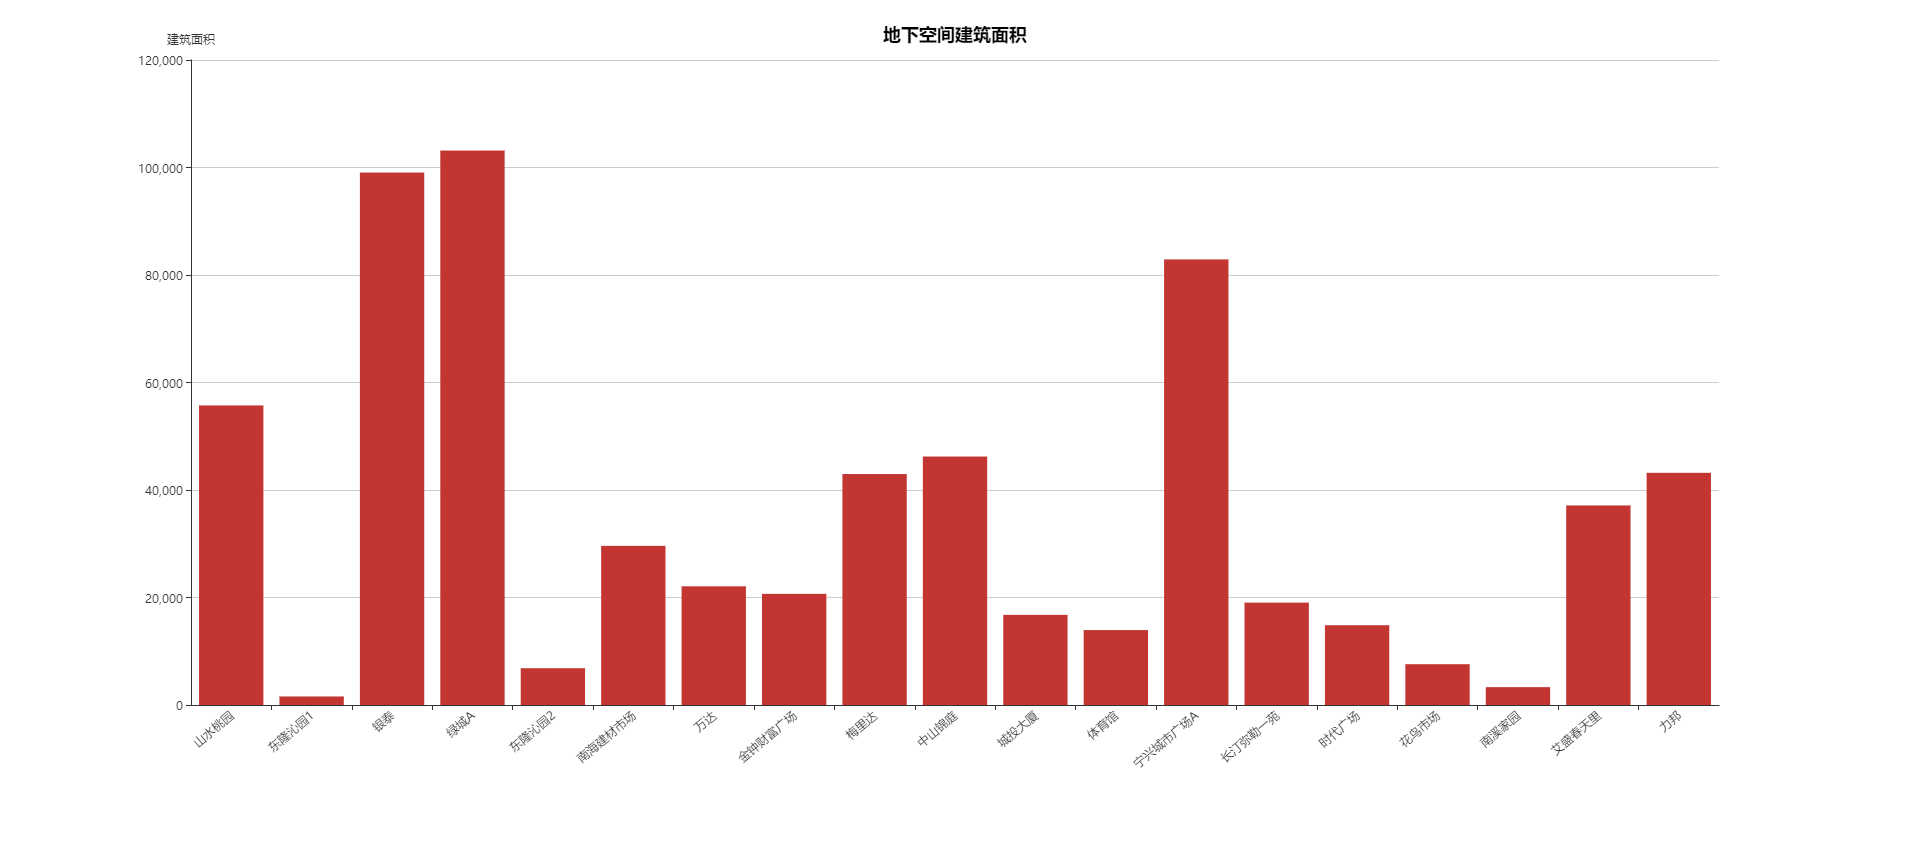 地下空间建筑面积
建筑面积
120,000
100,000
80,000
60,000
40,000
20,000
0
山水桃园
东隆沁园1
银泰
绿城A
东隆沁园2
南海建材市场
万达
金钟财富广场
梅里达
中山锦庭
城投大厦
体育馆
宁兴城市广场A
长汀弥勒一苑
时代广场
花鸟市场
南溪家园
艾盛春天里
力邦